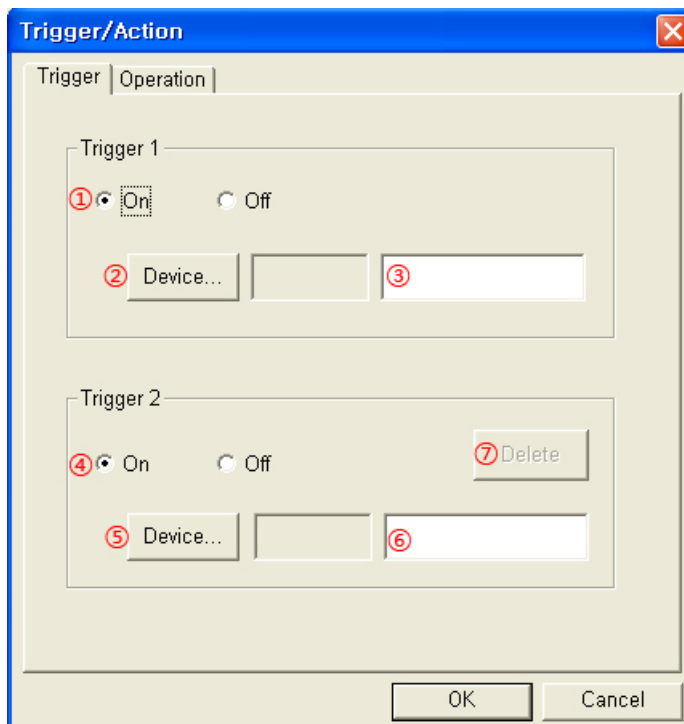 Trigger/Action
Trigger Operation
Trigger 1
① On Off
② Device... ③
Trigger 2
④ On Off ⑦ Delete
⑤ Device... ⑥
OK Cancel